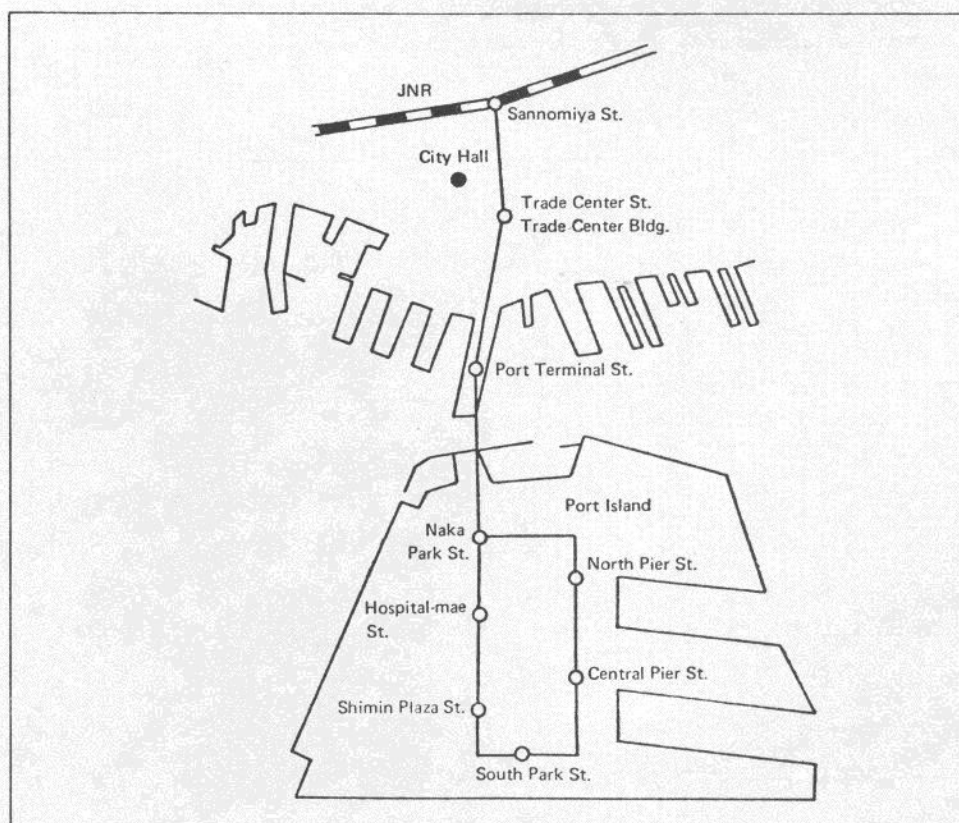 JNR
Sannomiya St.
City Hall
Trade Center St.
Trade Center Bldg.
Port Terminal St.
Port Island
Naka
Park St.
North Pier St.
Hospital-mae
St.
Central Pier St.
Shimin Plaza St.
South Park St.